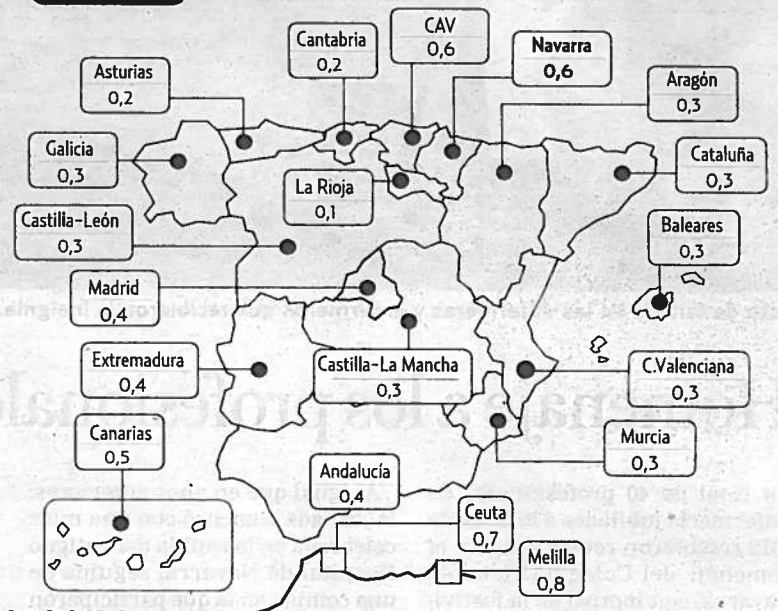 CAV
0,6
Cantabria
0,2
Navarra
0,6
Asturias
0,2
Aragón
0,3
Galicia
0,3
Cataluña
0,3
La Rioja
0,1
Castilla-León
0,3
Baleares
0,3
Madrid
0,4
Extremadura
0,4
Castilla-La Mancha
0,3
C.Valenciana
0,3
Canarias
0,5
Murcia
0,3
Andalucía
0,4
Ceuta
0,7
Melilla
0,8